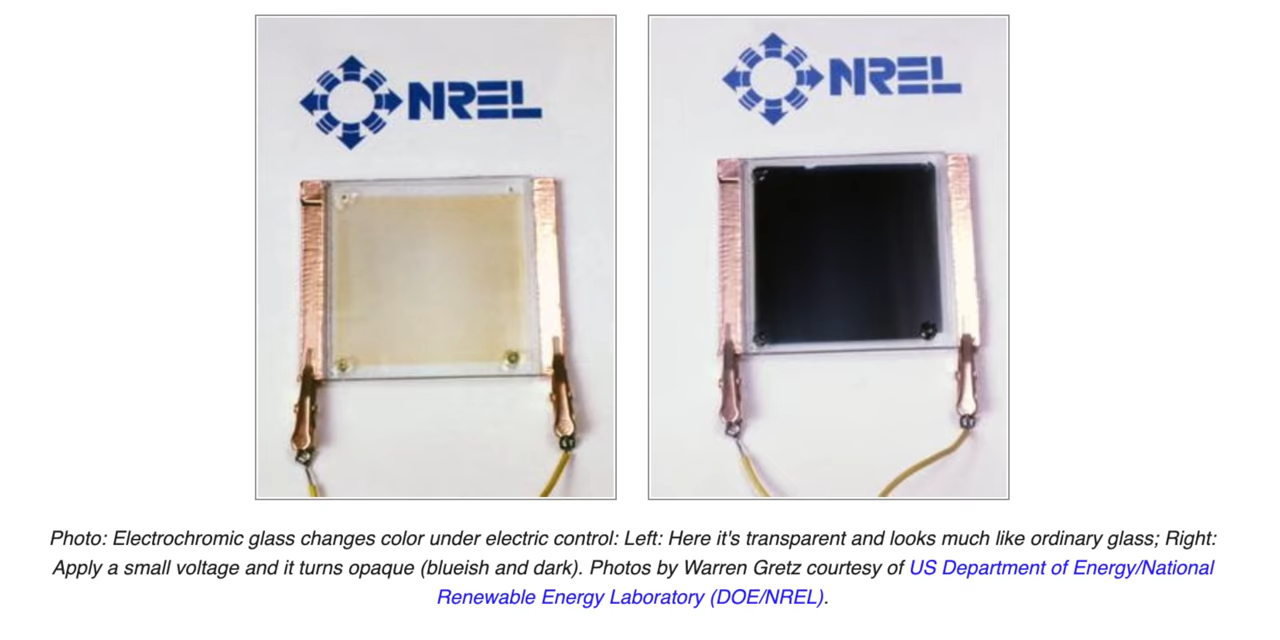 NREL
NREL
Photo: Electrochromic glass changes color under electric control: Left: Here it's transparent and looks much like ordinary glass; Right:
Apply a small voltage and it turns opaque (blueish and dark). Photos by Warren Gretz courtesy of US Department of Energy/National
Renewable Energy Laboratory (DOE/NREL).